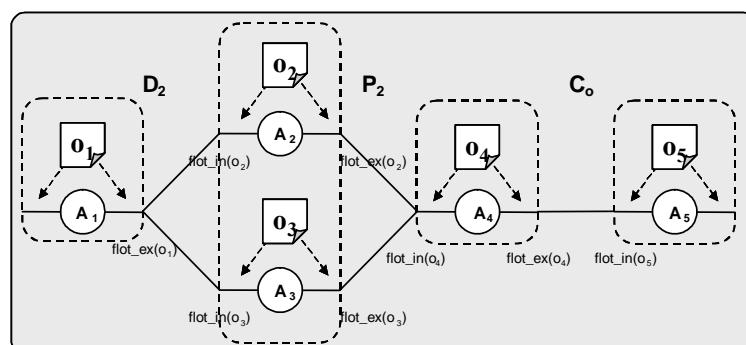 D₂
P₂
Cₒ
o₁
o₂
o₃
o₄
o₅
A₁
A₂
A₃
A₄
A₅
flot_in(o₂)
flot_ex(o₂)
flot_ex(o₁)
flot_in(o₄)
flot_ex(o₄)
flot_in(o₅)
flot_in(o₃)
flot_ex(o₃)